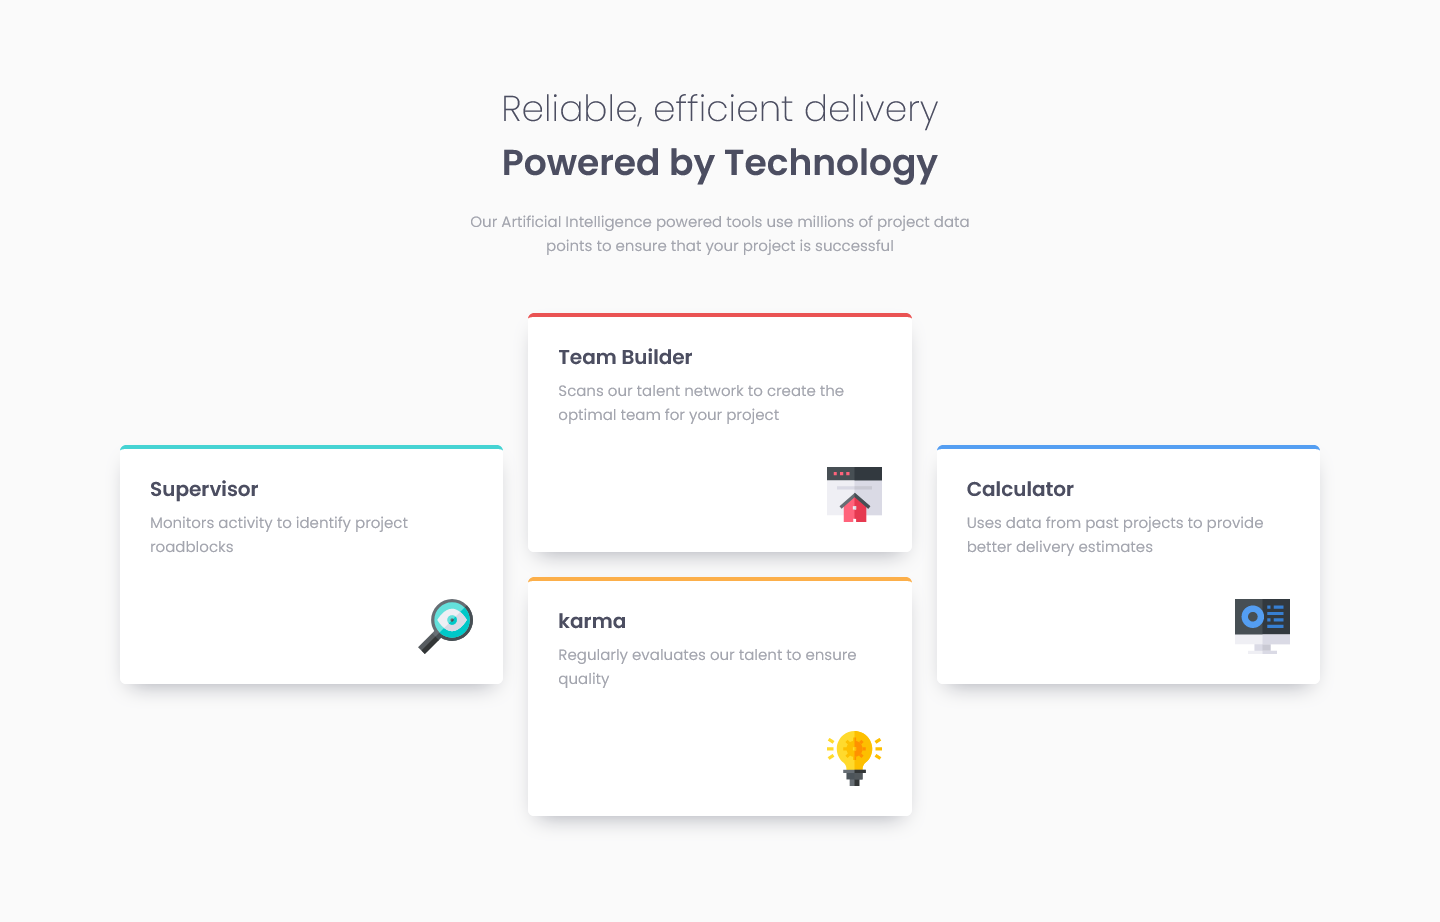 Reliable, efficient delivery
Powered by Technology
Our Artificial Intelligence powered tools use millions of project data
points to ensure that your project is successful
Supervisor
Monitors activity to identify project
roadblocks
Team Builder
Scans our talent network to create the
optimal team for your project
karma
Regularly evaluates our talent to ensure
quality
Calculator
Uses data from past projects to provide
better delivery estimates